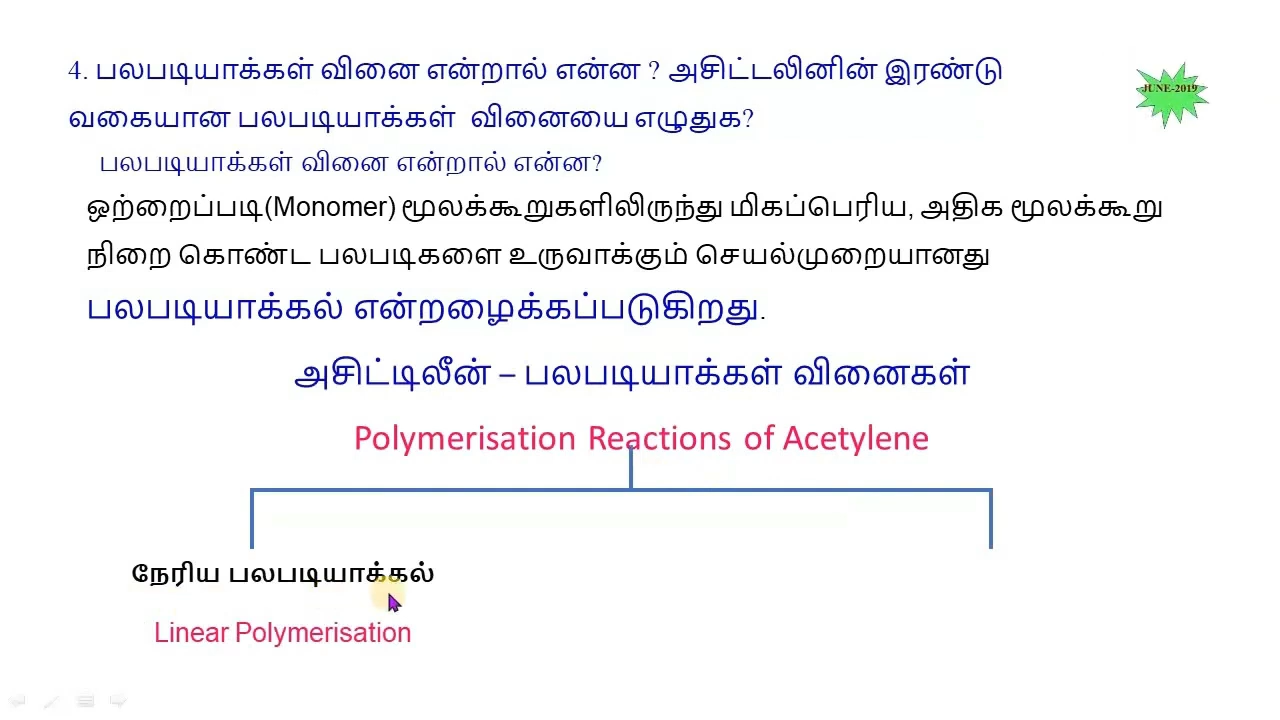 4. பலபடியாக்கள் வினை என்றால் என்ன ? அசிட்டலினின் இரண்டு
வகையான பலபடியாக்கள் வினையை எழுதுக?
JUNE-2019
பலபடியாக்கள் வினை என்றால் என்ன?
ஒற்றைப்படி(Monomer) மூலக்கூறுகளிலிருந்து மிகப்பெரிய, அதிக மூலக்கூறு
நிறை கொண்ட பலபடிகளை உருவாக்கும் செயல்முறையானது
பலபடியாக்கல் என்றழைக்கப்படுகிறது.
அசிட்டிலீன் – பலபடியாக்கள் வினைகள்
Polymerisation Reactions of Acetylene
நேரிய பலபடியாக்கல்
Linear Polymerisation